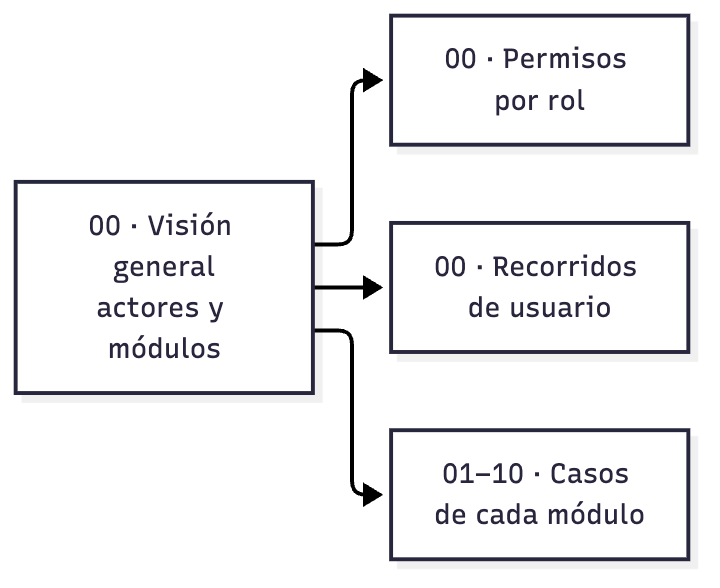 00 · Visión
general
actores y
módulos
00 · Permisos
por rol
00 · Recorridos
de usuario
01–10 · Casos
de cada módulo